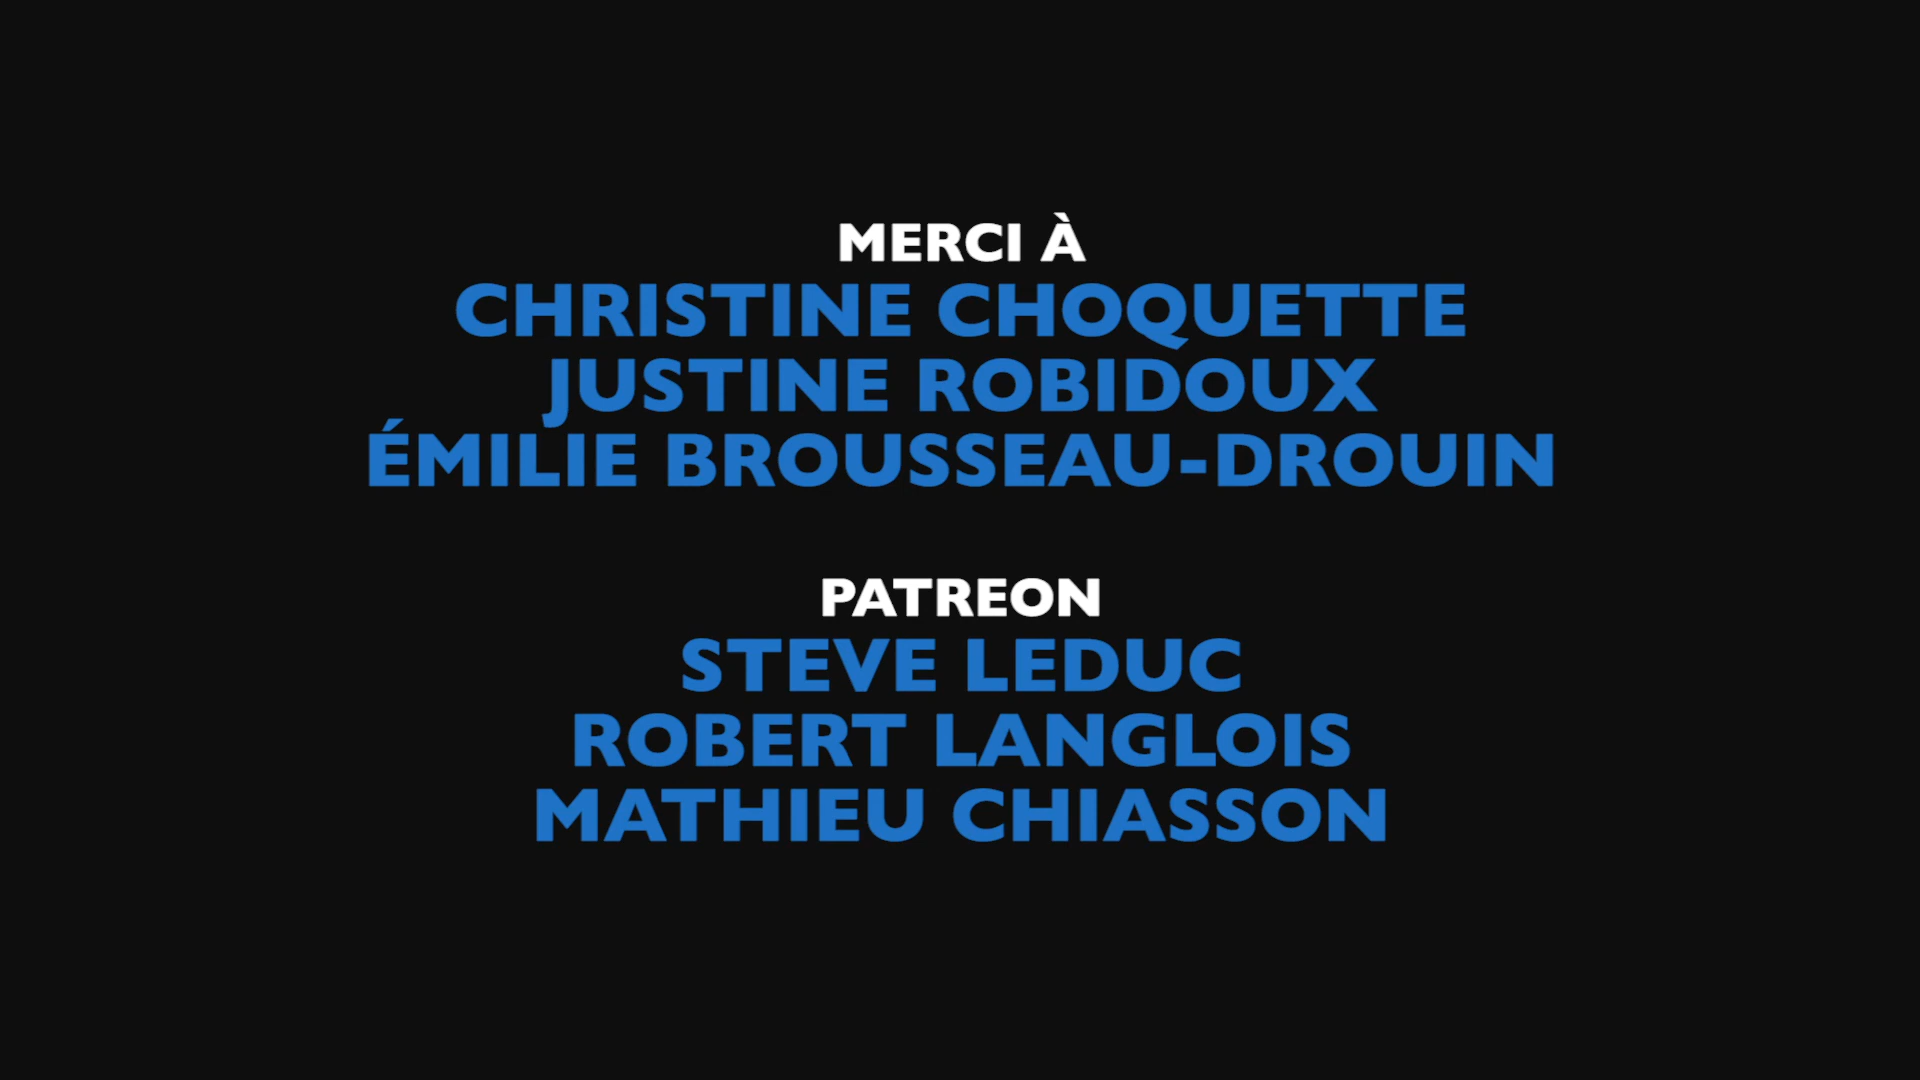 MERCI À
CHRISTINE CHOQUETTE
JUSTINE ROBIDOUX
ÉMILIE BROUSSEAU-DROUIN
PATREON
STEVE LEDUC
ROBERT LANGLOIS
MATHIEU CHIASSON